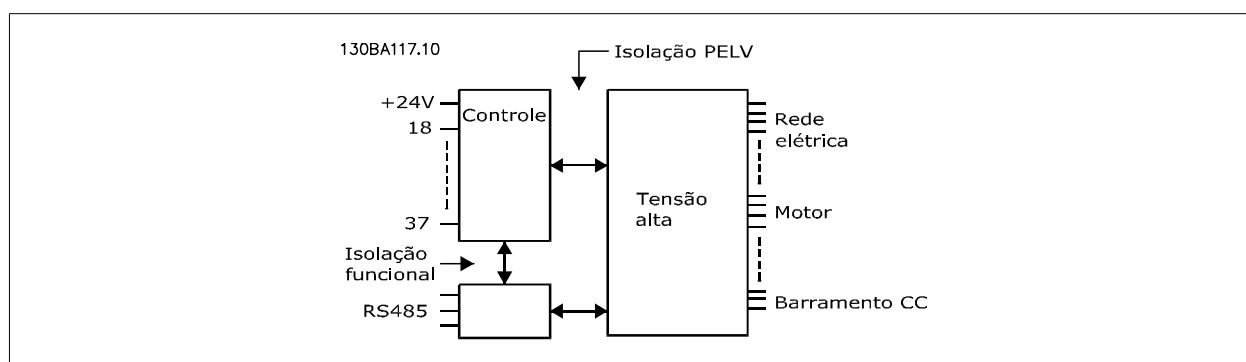 130BA117.10
Isolação PELV
+24V
Controle
18
37
Rede
elétrica
Tensão
alta
Motor
Isolação
funcional
RS485
Barramento CC